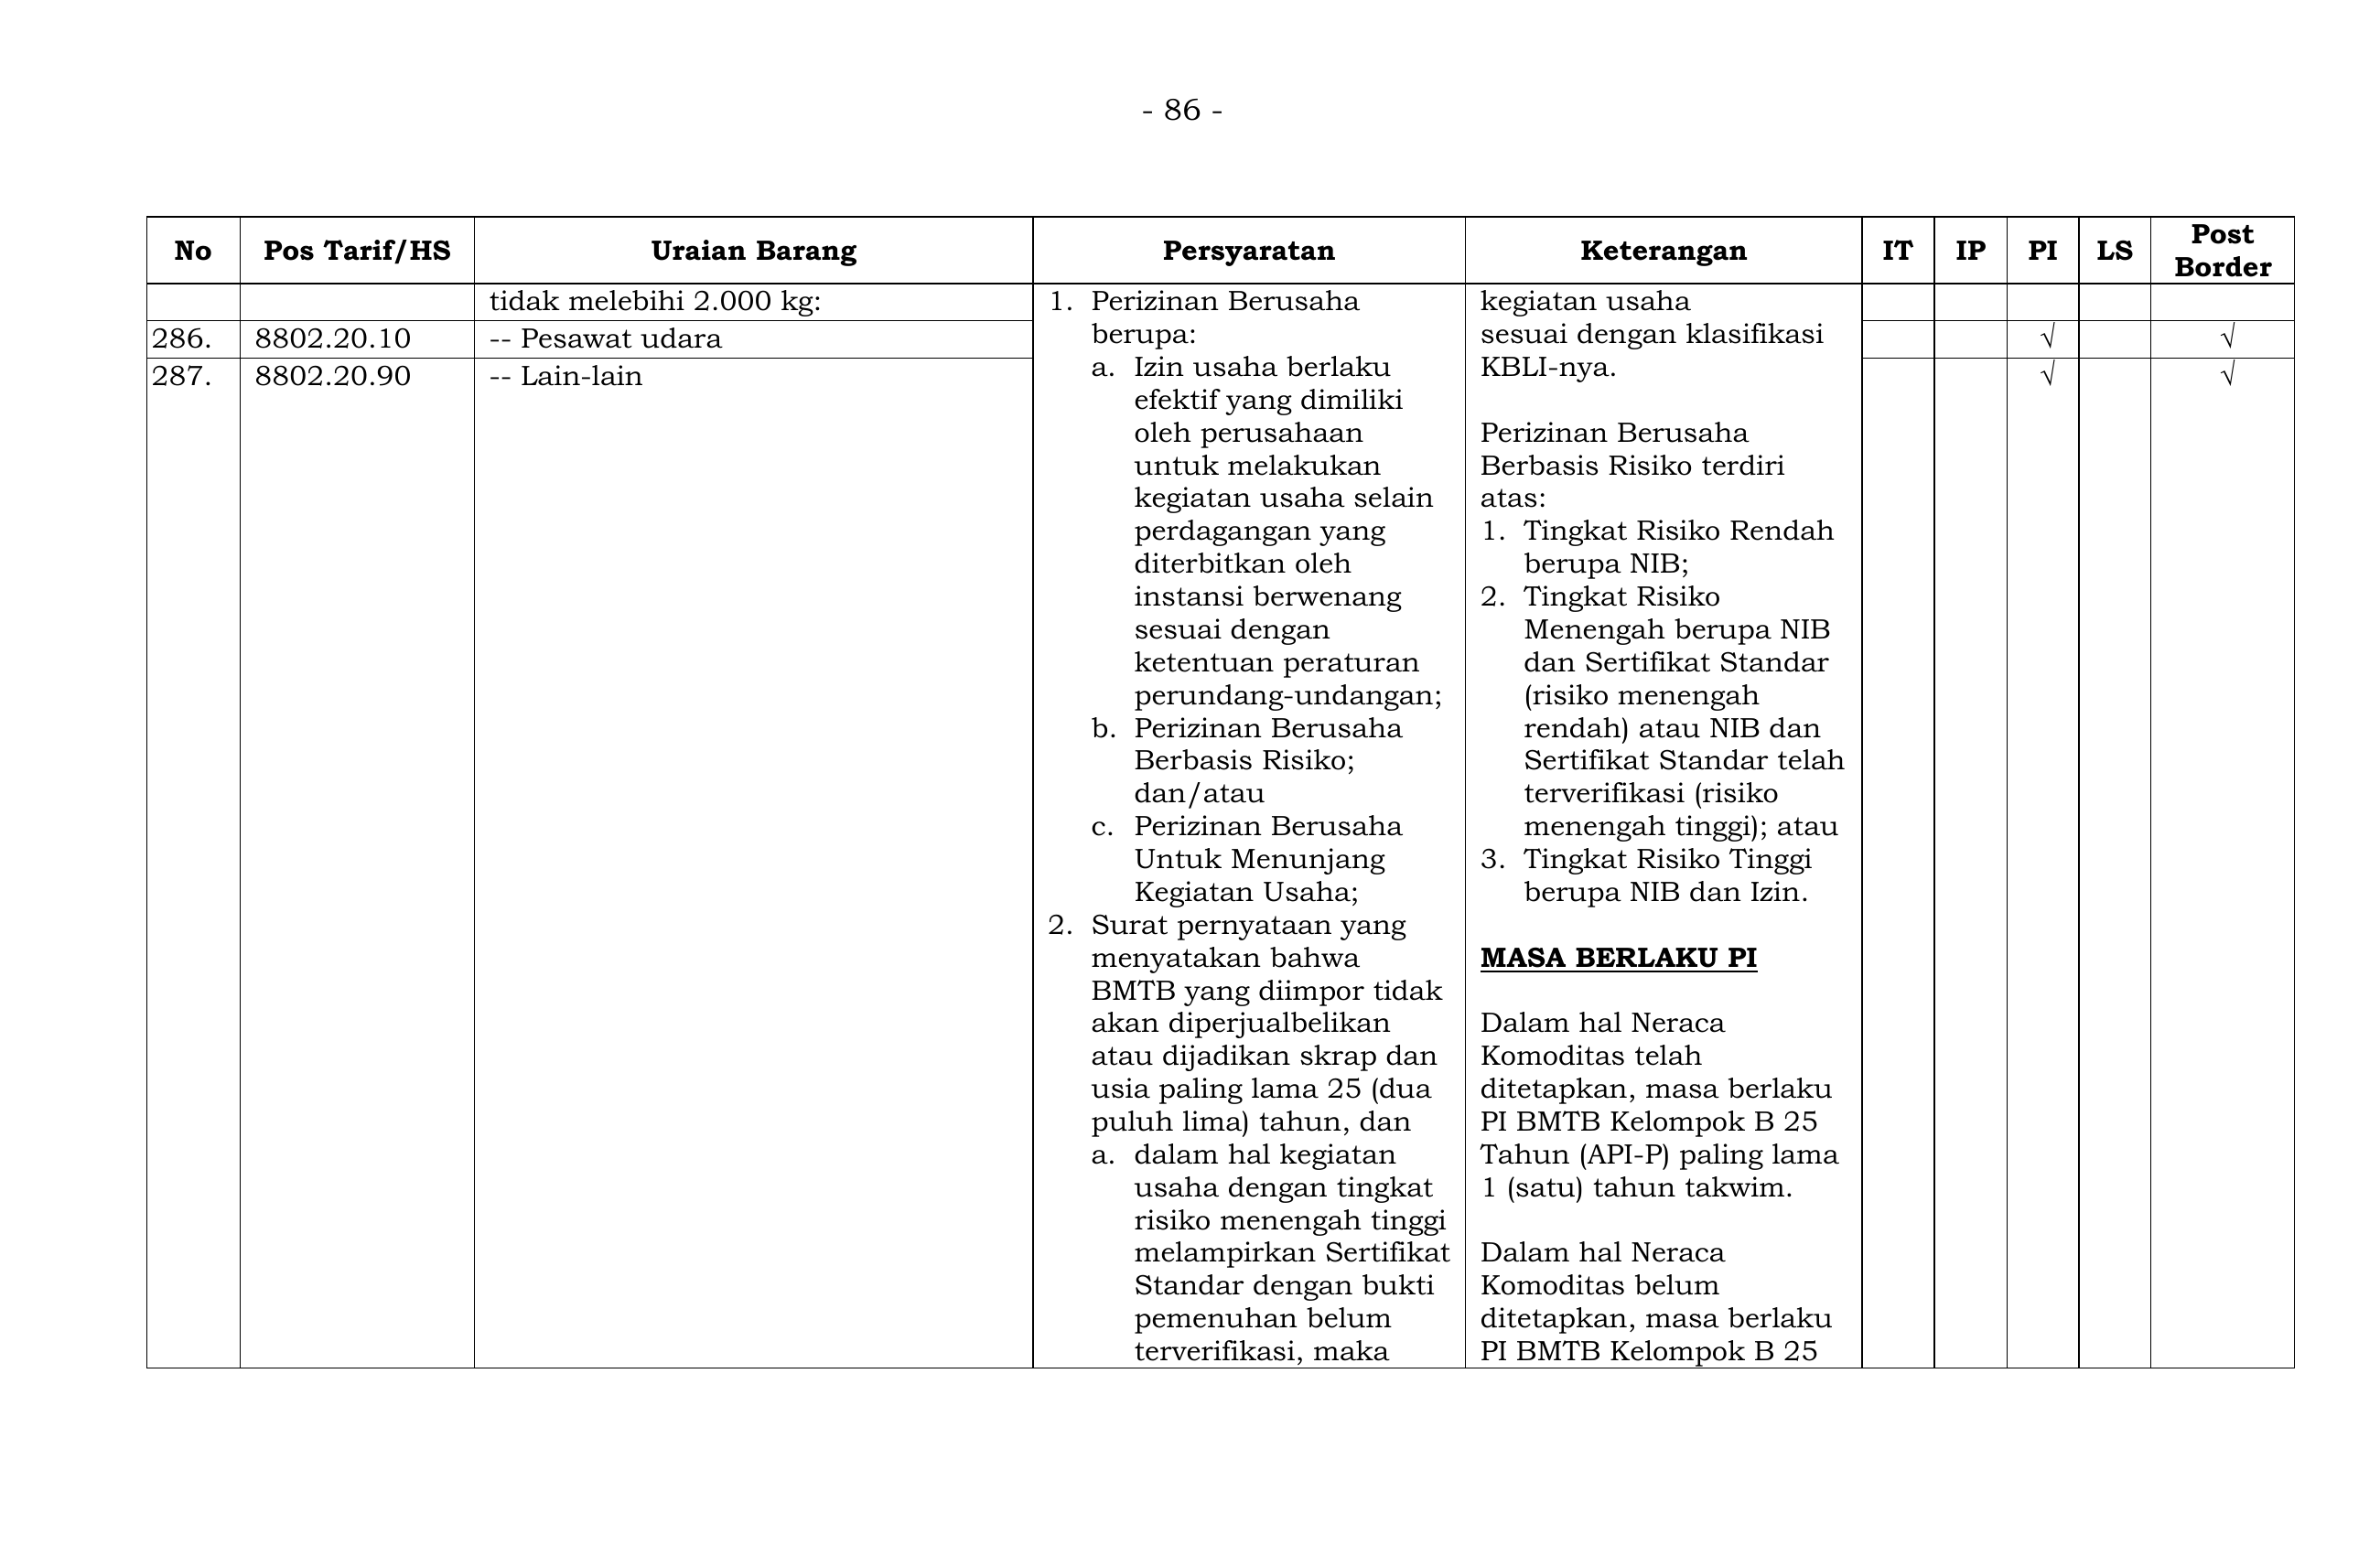 - 86 -
No
Pos Tarif/HS
Uraian Barang
Persyaratan
Keterangan
IT
IP
PI
LS
Post
Border
tidak melebihi 2.000 kg:
286.
8802.20.10
-- Pesawat udara
√
√
287.
8802.20.90
-- Lain-lain
√
√
1. Perizinan Berusaha
berupa:
a. Izin usaha berlaku
efektif yang dimiliki
oleh perusahaan
untuk melakukan
kegiatan usaha selain
perdagangan yang
diterbitkan oleh
instansi berwenang
sesuai dengan
ketentuan peraturan
perundang-undangan;
b. Perizinan Berusaha
Berbasis Risiko;
dan/atau
c. Perizinan Berusaha
Untuk Menunjang
Kegiatan Usaha;
2. Surat pernyataan yang
menyatakan bahwa
BMTB yang diimpor tidak
akan diperjualbelikan
atau dijadikan skrap dan
usia paling lama 25 (dua
puluh lima) tahun, dan
a. dalam hal kegiatan
usaha dengan tingkat
risiko menengah tinggi
melampirkan Sertifikat
Standar dengan bukti
pemenuhan belum
terverifikasi, maka
kegiatan usaha
sesuai dengan klasifikasi
KBLI-nya.
Perizinan Berusaha
Berbasis Risiko terdiri
atas:
1. Tingkat Risiko Rendah
berupa NIB;
2. Tingkat Risiko
Menengah berupa NIB
dan Sertifikat Standar
(risiko menengah
rendah) atau NIB dan
Sertifikat Standar telah
terverifikasi (risiko
menengah tinggi); atau
3. Tingkat Risiko Tinggi
berupa NIB dan Izin.
MASA BERLAKU PI
Dalam hal Neraca
Komoditas telah
ditetapkan, masa berlaku
PI BMTB Kelompok B 25
Tahun (API-P) paling lama
1 (satu) tahun takwim.
Dalam hal Neraca
Komoditas belum
ditetapkan, masa berlaku
PI BMTB Kelompok B 25